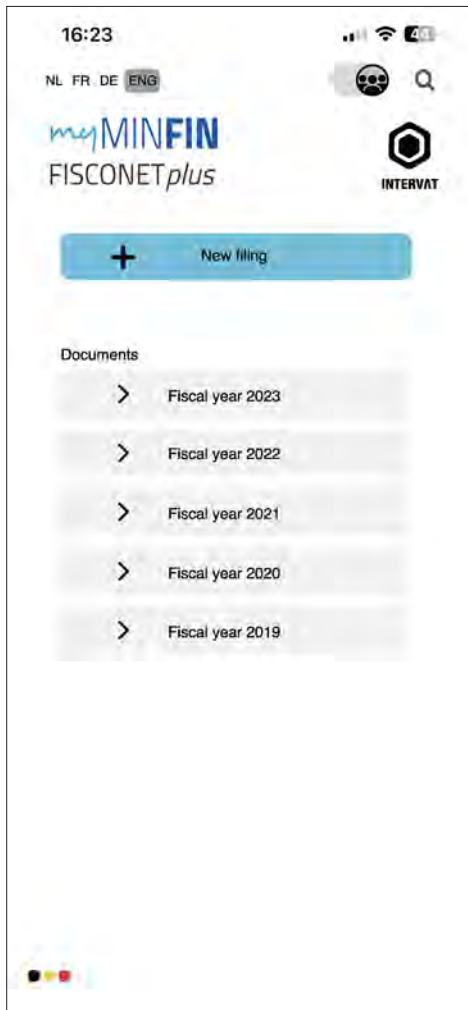 16:23
NL FR DE ENG
myMINFIN
FISCONETplus
INTERVAT
New filing
Documents
Fiscal year 2023
Fiscal year 2022
Fiscal year 2021
Fiscal year 2020
Fiscal year 2019